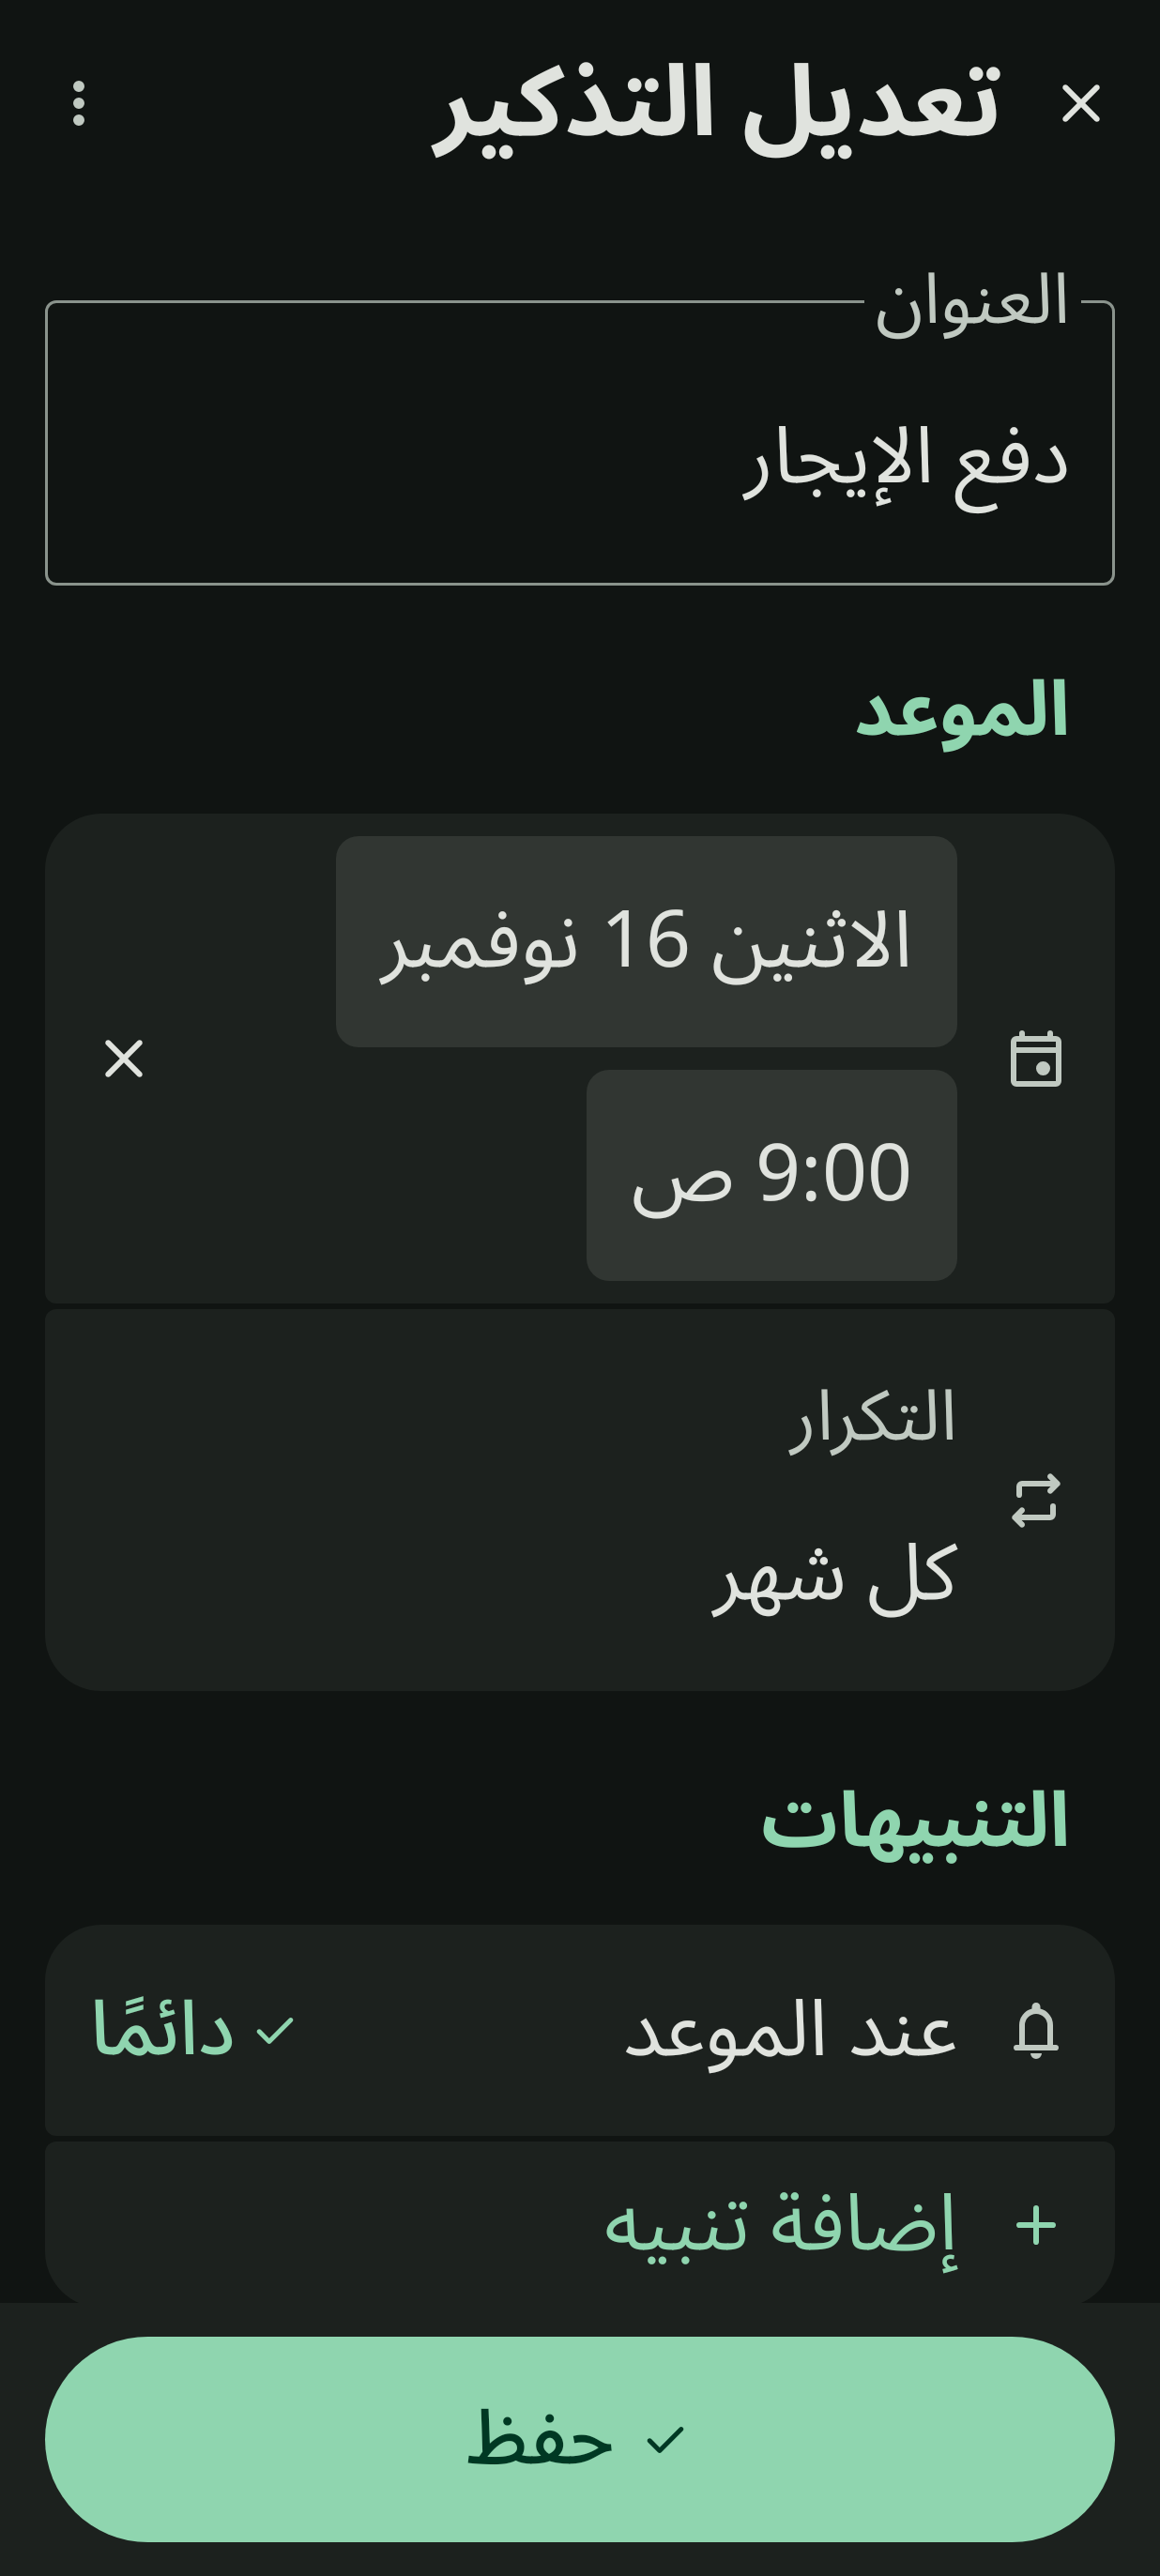 تعديل التذكير
العنوان
دفع الإيجار
الموعد
الاثنين 16 نوفمبر
9:00 ص
التكرار
كل شهر
التنبيهات
عند الموعد
دائمًا
إضافة تنبيه
حفظ